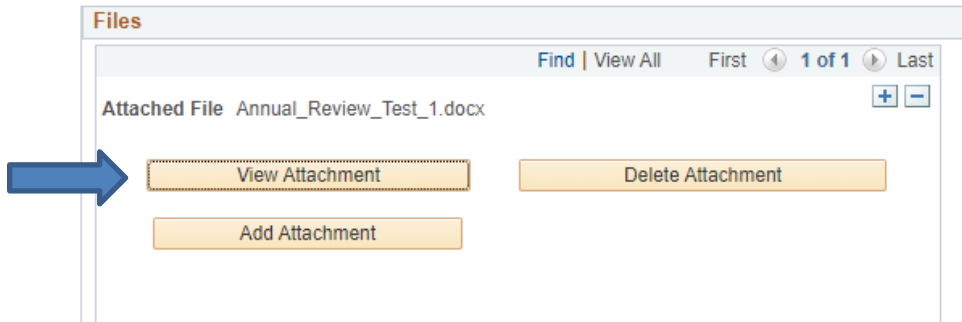 Files
Find | View All First 1 of 1 Last
Attached File Annual_Review_Test_1.docx
View Attachment Delete Attachment
Add Attachment